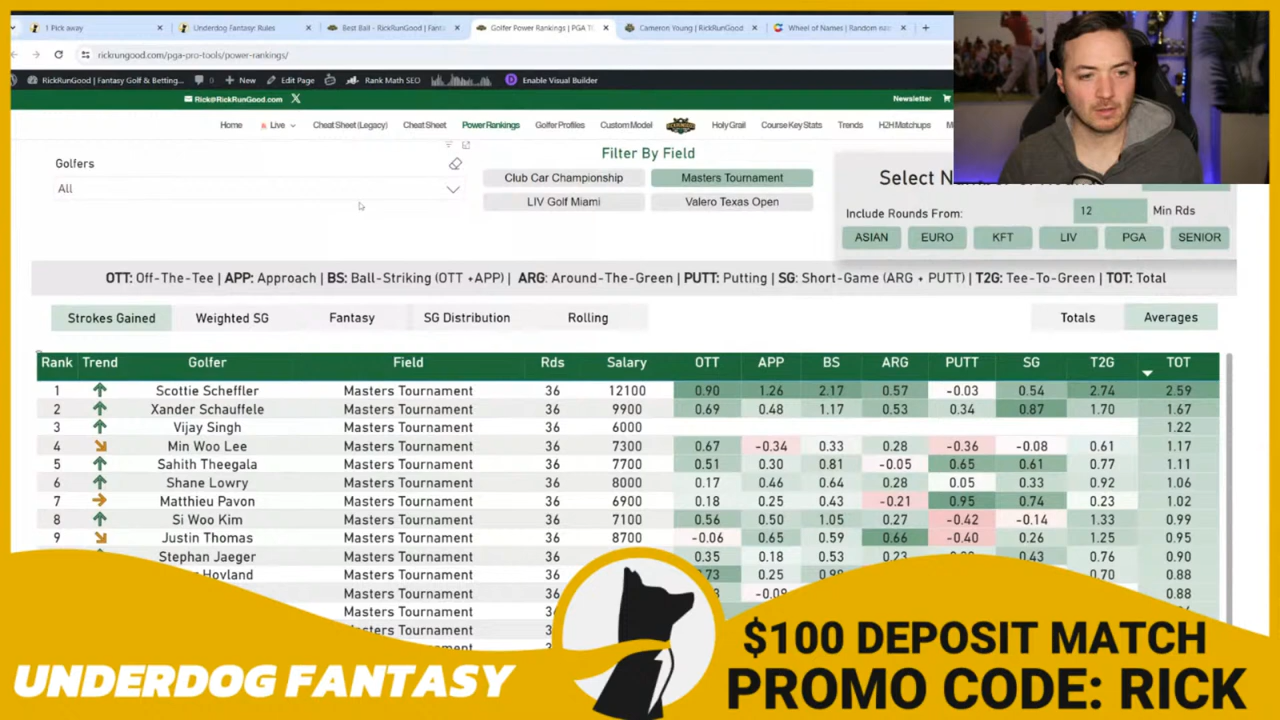 1 Pick away
Underdog Fantasy: Rules
Best Ball - RickRunGood | Fanta
Golfer Power Rankings | PGA TO
Cameron Young | RickRunGood
Wheel of Names | Random na
rickrungood.com/pga-pro-tools/power-rankings/
RickRunGood | Fantasy Golf & Betting... 0 + New Edit Page Rank Math SEO Enable Visual Builder
Rick@RickRunGood.com X Newsletter
Home Live Cheat Sheet (Legacy) Cheat Sheet Power Rankings Golfer Profiles Custom Model Holy Grail Course Key Stats Trends H2H Matchups
Golfers
All
Filter By Field
Club Car Championship Masters Tournament
LIV Golf Miami Valero Texas Open
Include Rounds From: 12 Min Rds
ASIAN EURO KFT LIV PGA SENIOR
OTT: Off-The-Tee | APP: Approach | BS: Ball-Striking (OTT +APP) | ARG: Around-The-Green | PUTT: Putting | SG: Short-Game (ARG + PUTT) | T2G: Tee-To-Green | TOT: Total
Strokes Gained Weighted SG Fantasy SG Distribution Rolling Totals Averages
Rank Trend Golfer Field Rds Salary OTT APP BS ARG PUTT SG T2G TOT
1 Scottie Scheffler Masters Tournament 36 12100 0.90 1.26 2.17 0.57 -0.03 0.54 2.74 2.59
2 Xander Schauffele Masters Tournament 36 9900 0.69 0.48 1.17 0.53 0.34 0.87 1.70 1.67
3 Vijay Singh Masters Tournament 36 6000 1.22
4 Min Woo Lee Masters Tournament 36 7300 0.67 -0.34 0.33 0.28 -0.36 -0.08 0.61 1.17
5 Sahith Theegala Masters Tournament 36 7700 0.51 0.30 0.81 -0.05 0.65 0.61 0.77 1.11
6 Shane Lowry Masters Tournament 36 8000 0.17 0.46 0.64 0.28 0.05 0.33 0.92 1.06
7 Matthieu Pavon Masters Tournament 36 6900 0.18 0.25 0.43 -0.21 0.95 0.74 0.23 1.02
8 Si Woo Kim Masters Tournament 36 7100 0.56 0.50 1.05 0.27 -0.42 -0.14 1.33 0.99
9 Justin Thomas Masters Tournament 36 8700 -0.06 0.65 0.59 0.66 -0.40 0.26 1.25 0.95
Stephan Jaeger Masters Tournament 0.35 0.18 0.53 0.43 0.76 0.90
Hovland Masters Tournament 0.25 0.70 0.88
Masters Tournament 0.88
Masters Tournament
UNDERDOG FANTASY
$100 DEPOSIT MATCH
PROMO CODE: RICK